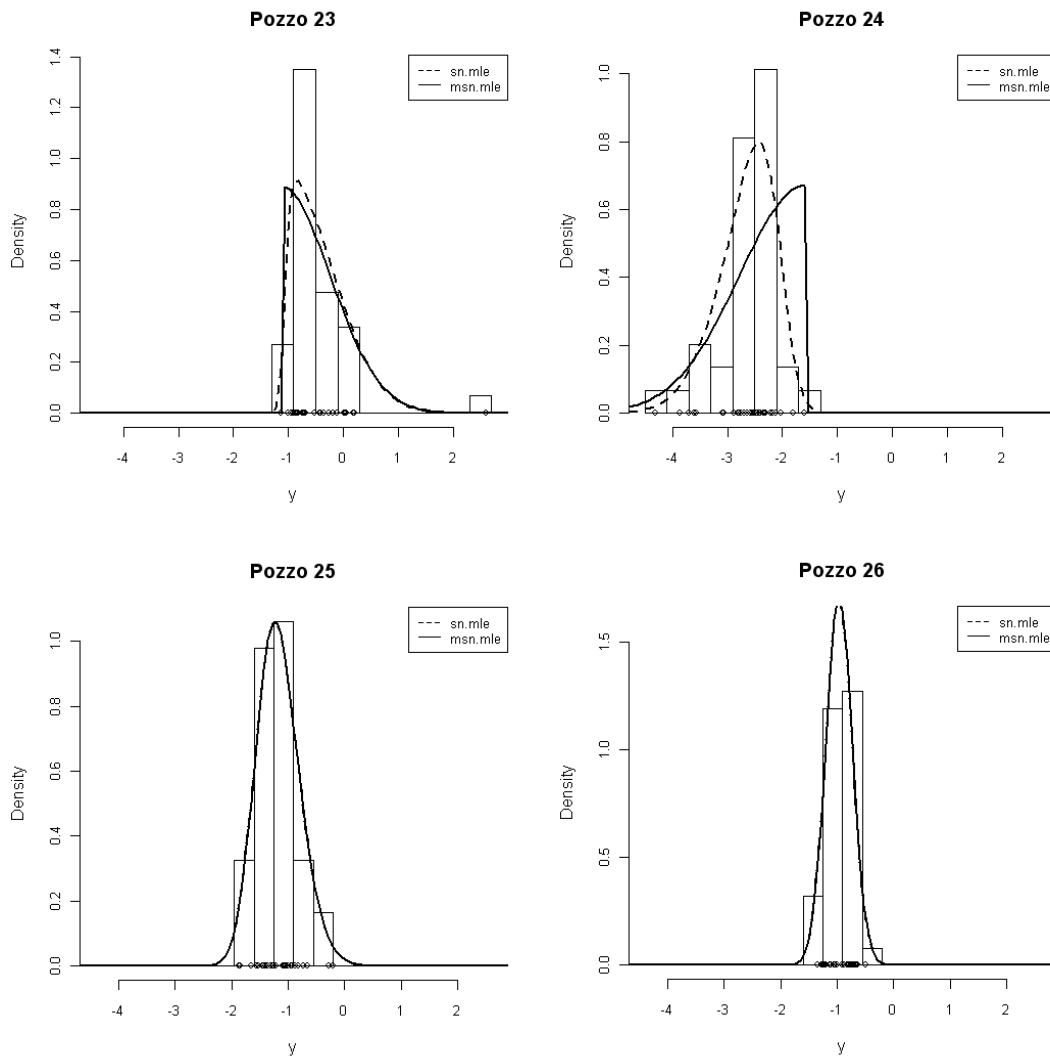 Pozzo 23
sn.mle
msn.mle
Density
0.0 0.2 0.4 0.6 0.8 1.0 1.2 1.4
-4 -3 -2 -1 0 1 2
y
Pozzo 24
sn.mle
msn.mle
Density
0.0 0.2 0.4 0.6 0.8 1.0
-4 -3 -2 -1 0 1 2
y
Pozzo 25
sn.mle
msn.mle
Density
0.0 0.2 0.4 0.6 0.8 1.0
-4 -3 -2 -1 0 1 2
y
Pozzo 26
sn.mle
msn.mle
Density
0.0 0.5 1.0 1.5
-4 -3 -2 -1 0 1 2
y